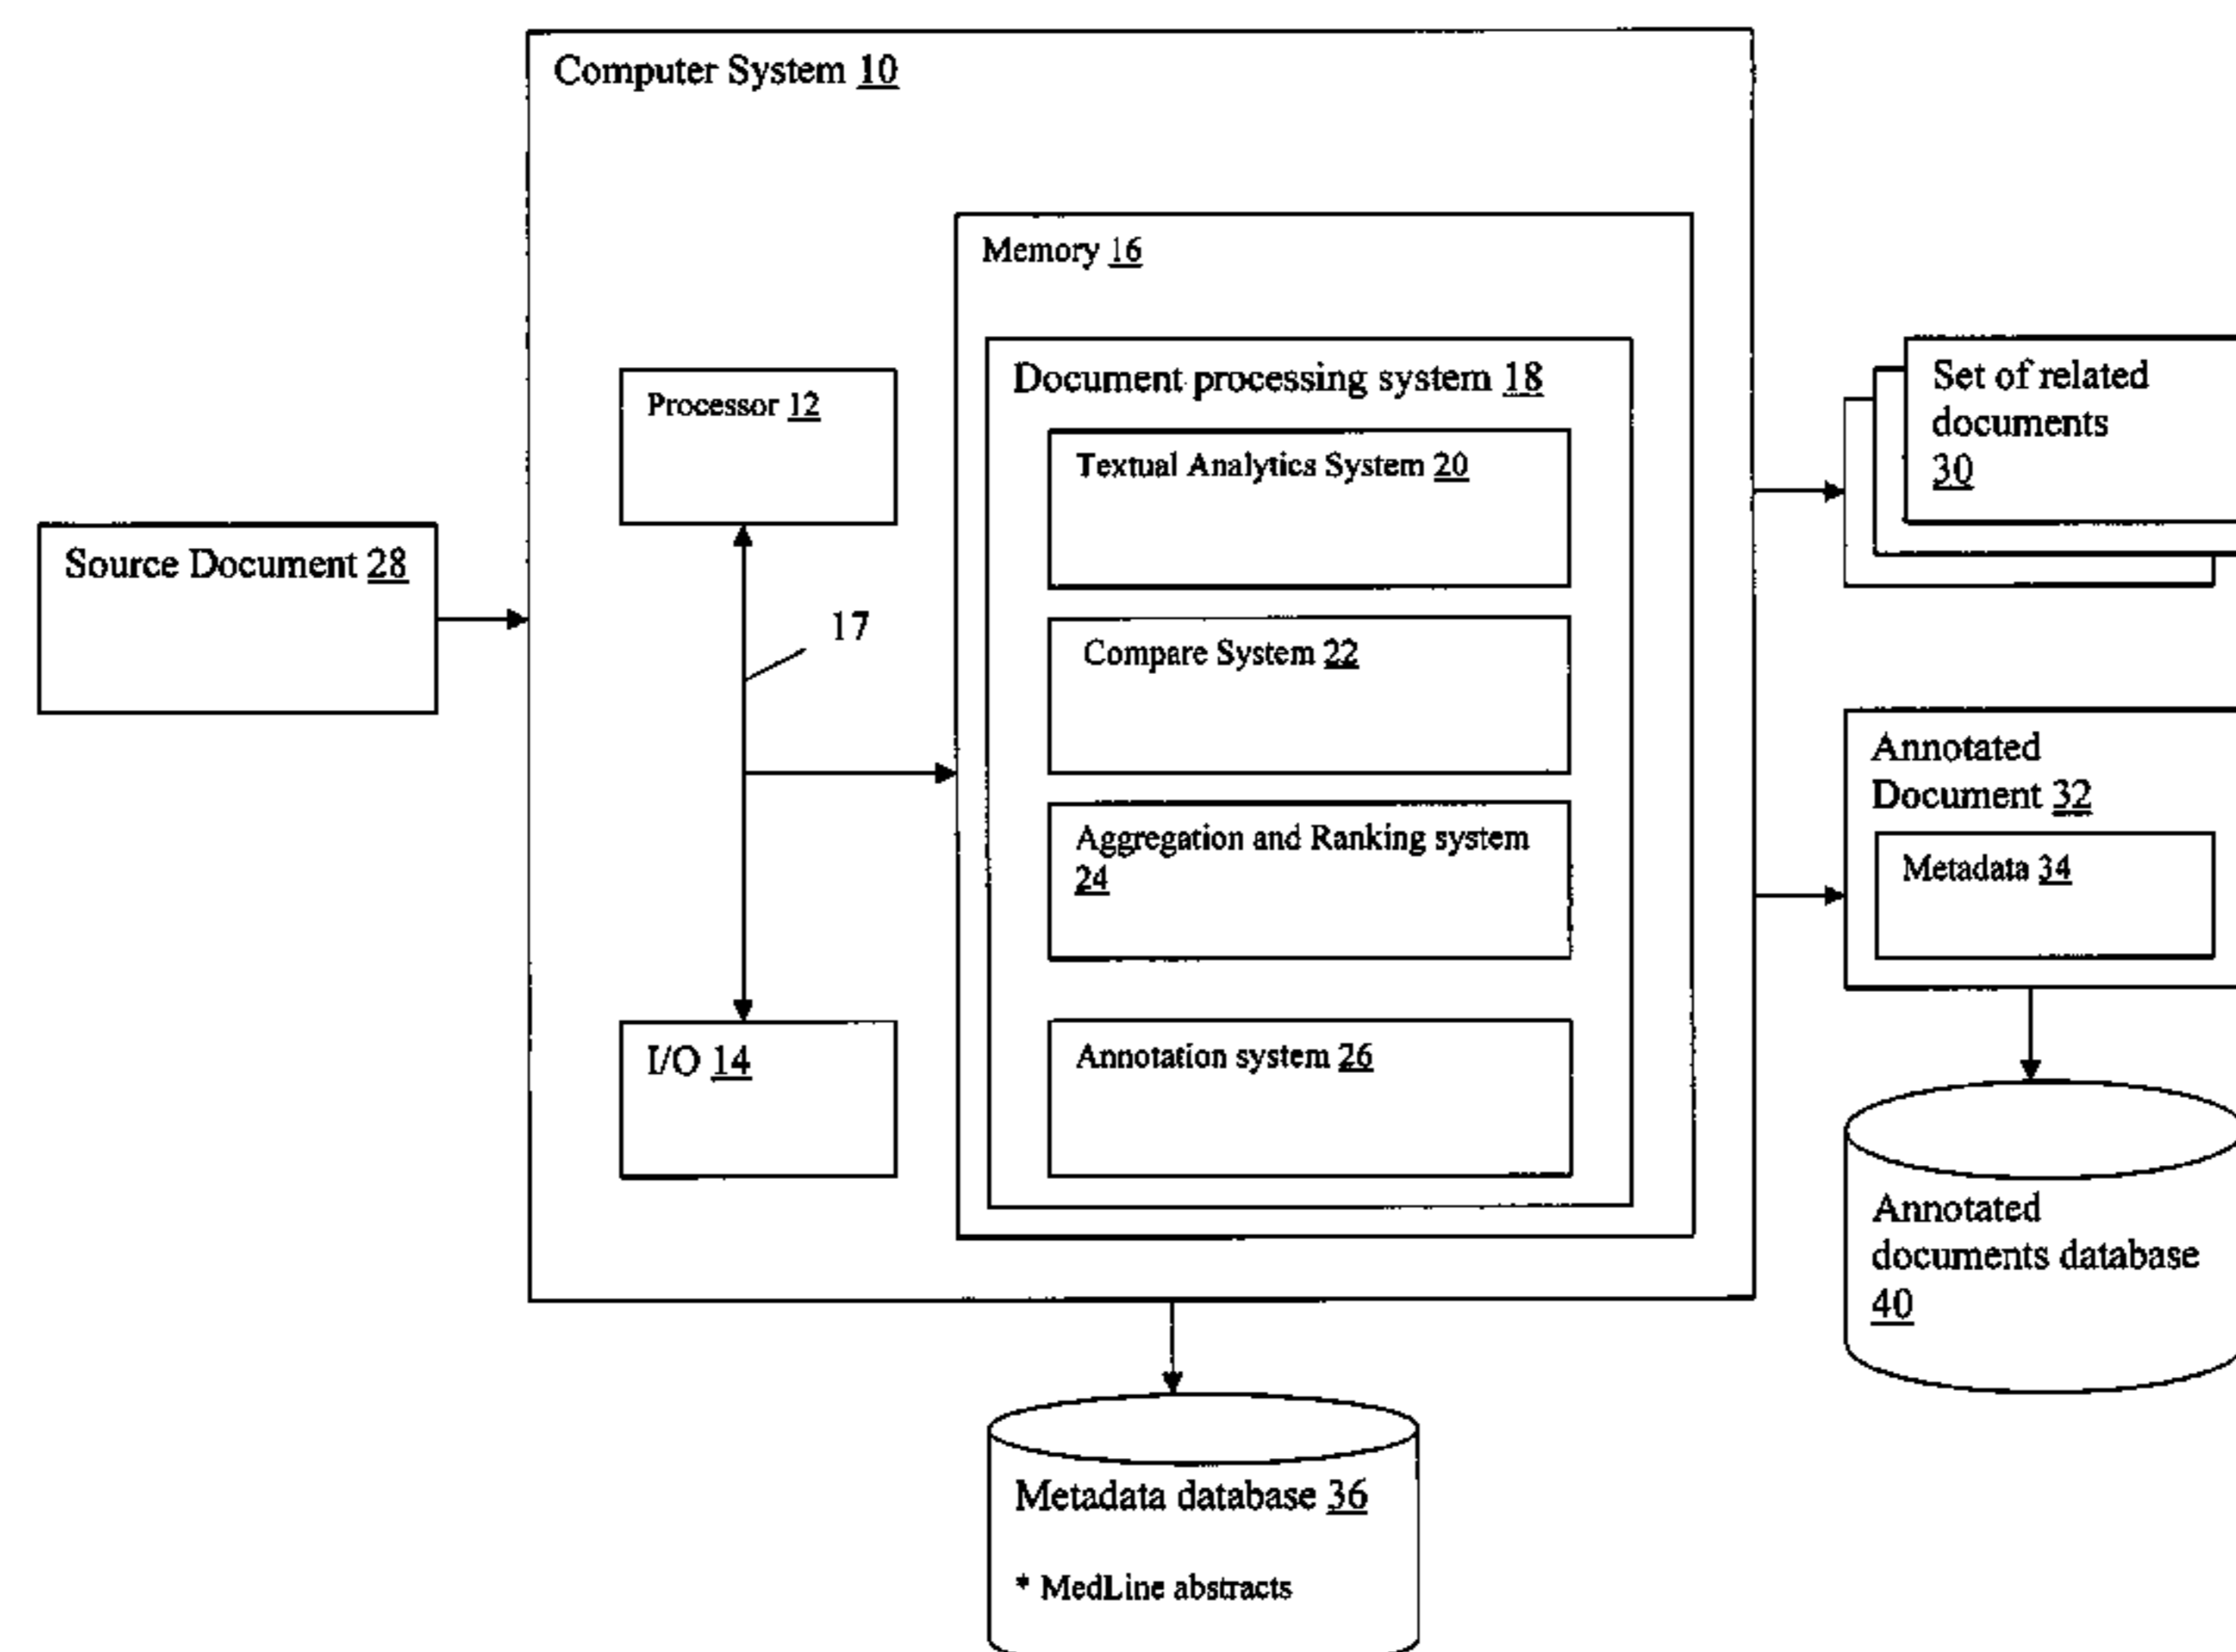 Computer System 10
Memory 16
Document processing system 18
Processor 12
Textual Analytics System 20
Source Document 28
17
Compare System 22
Aggregation and Ranking system
24
I/O 14
Annotation system 26
Set of related
documents
30
Annotated
Document 32
Metadata 34
Annotated
documents database
40
Metadata database 36
* MedLine abstracts